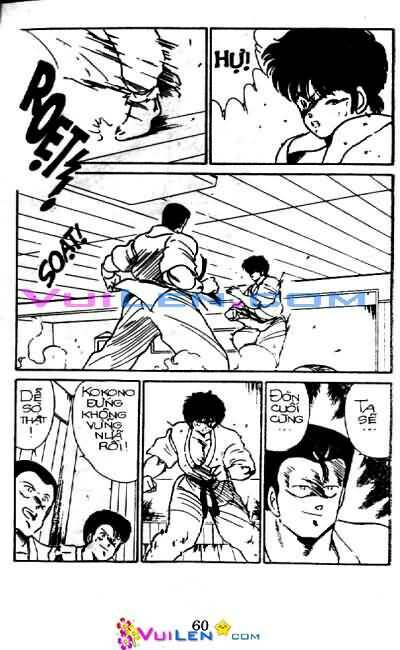 ROẸT!
HỰ!
SOẠT!
VUILEN.COM
DỄ
SỢ
THẬT
!
KOKONO
ĐỨNG
KHÔNG
VỮNG
NỮA
RỒI!
ĐÒN
CUỐI
CÙNG
...
TA
SẼ
...
60
VUILEN
.COM